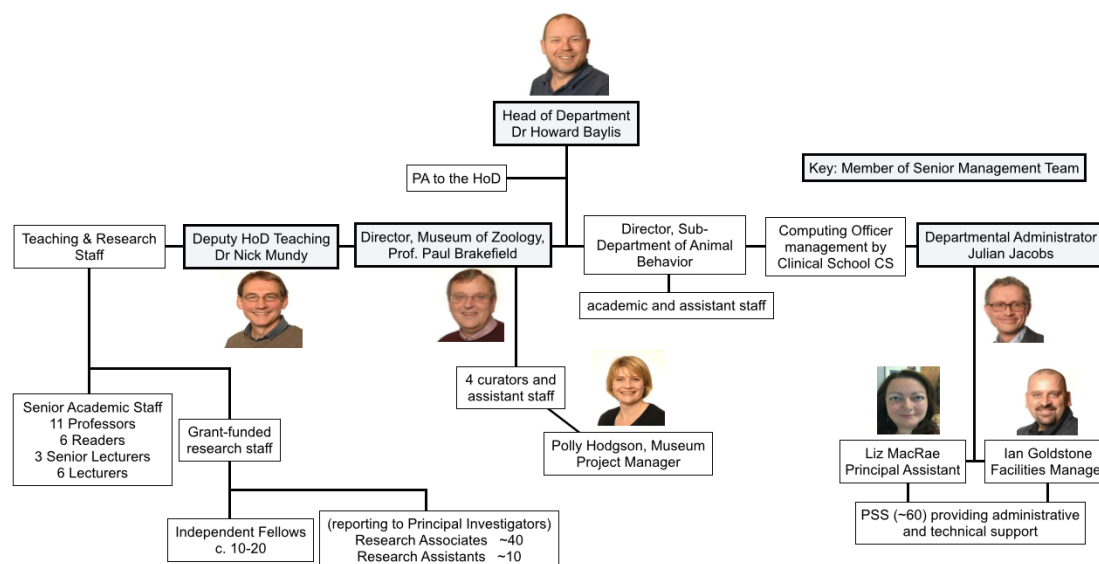 Head of Department
Dr Howard Baylis
PA to the HoD
Key: Member of Senior Management Team
Teaching & Research
Staff
Deputy HoD Teaching
Dr Nick Mundy
Director, Museum of Zoology,
Prof. Paul Brakefield
Director, Sub-
Department of Animal
Behavior
Computing Officer
management by
Clinical School CS
Departmental Administrator
Julian Jacobs
academic and assistant staff
4 curators and
assistant staff
Polly Hodgson, Museum
Project Manager
Senior Academic Staff
11 Professors
6 Readers
3 Senior Lecturers
6 Lecturers
Grant-funded
research staff
Independent Fellows
c. 10-20
(reporting to Principal Investigators)
Research Associates ~40
Research Assistants ~10
Liz MacRae
Principal Assistant
Ian Goldstone
Facilities Manage
PSS (~60) providing administrative
and technical support